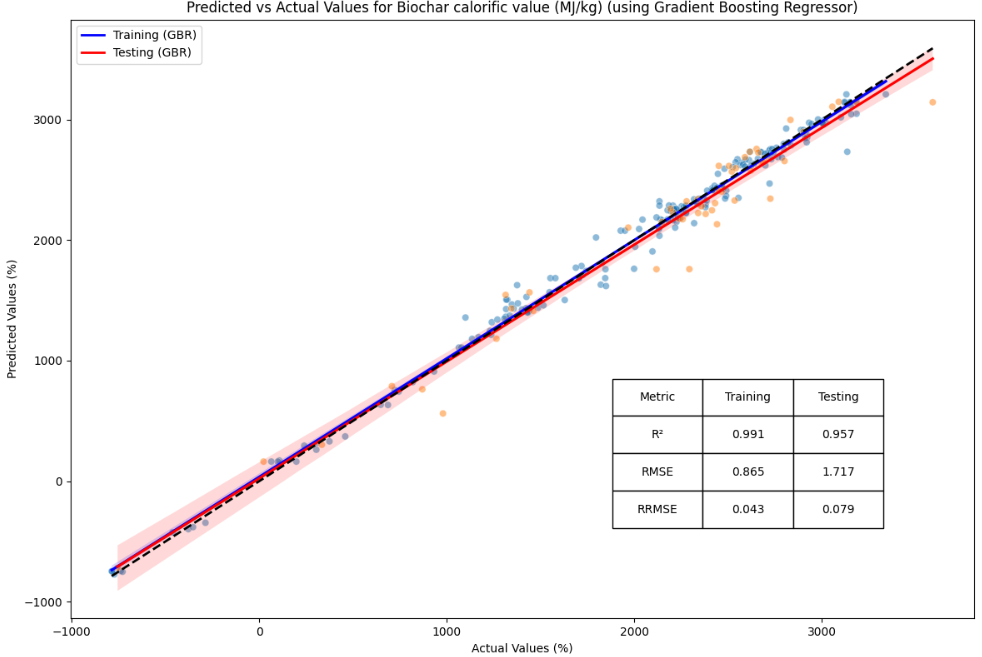 Predicted vs Actual Values for Biochar calorific value (MJ/kg) (using Gradient Boosting Regressor)
Training (GBR)
Testing (GBR)
Predicted Values (%)
3000
2000
1000
0
−1000
Metric Training Testing
R² 0.991 0.957
RMSE 0.865 1.717
RRMSE 0.043 0.079
−1000 0 1000 2000 3000
Actual Values (%)